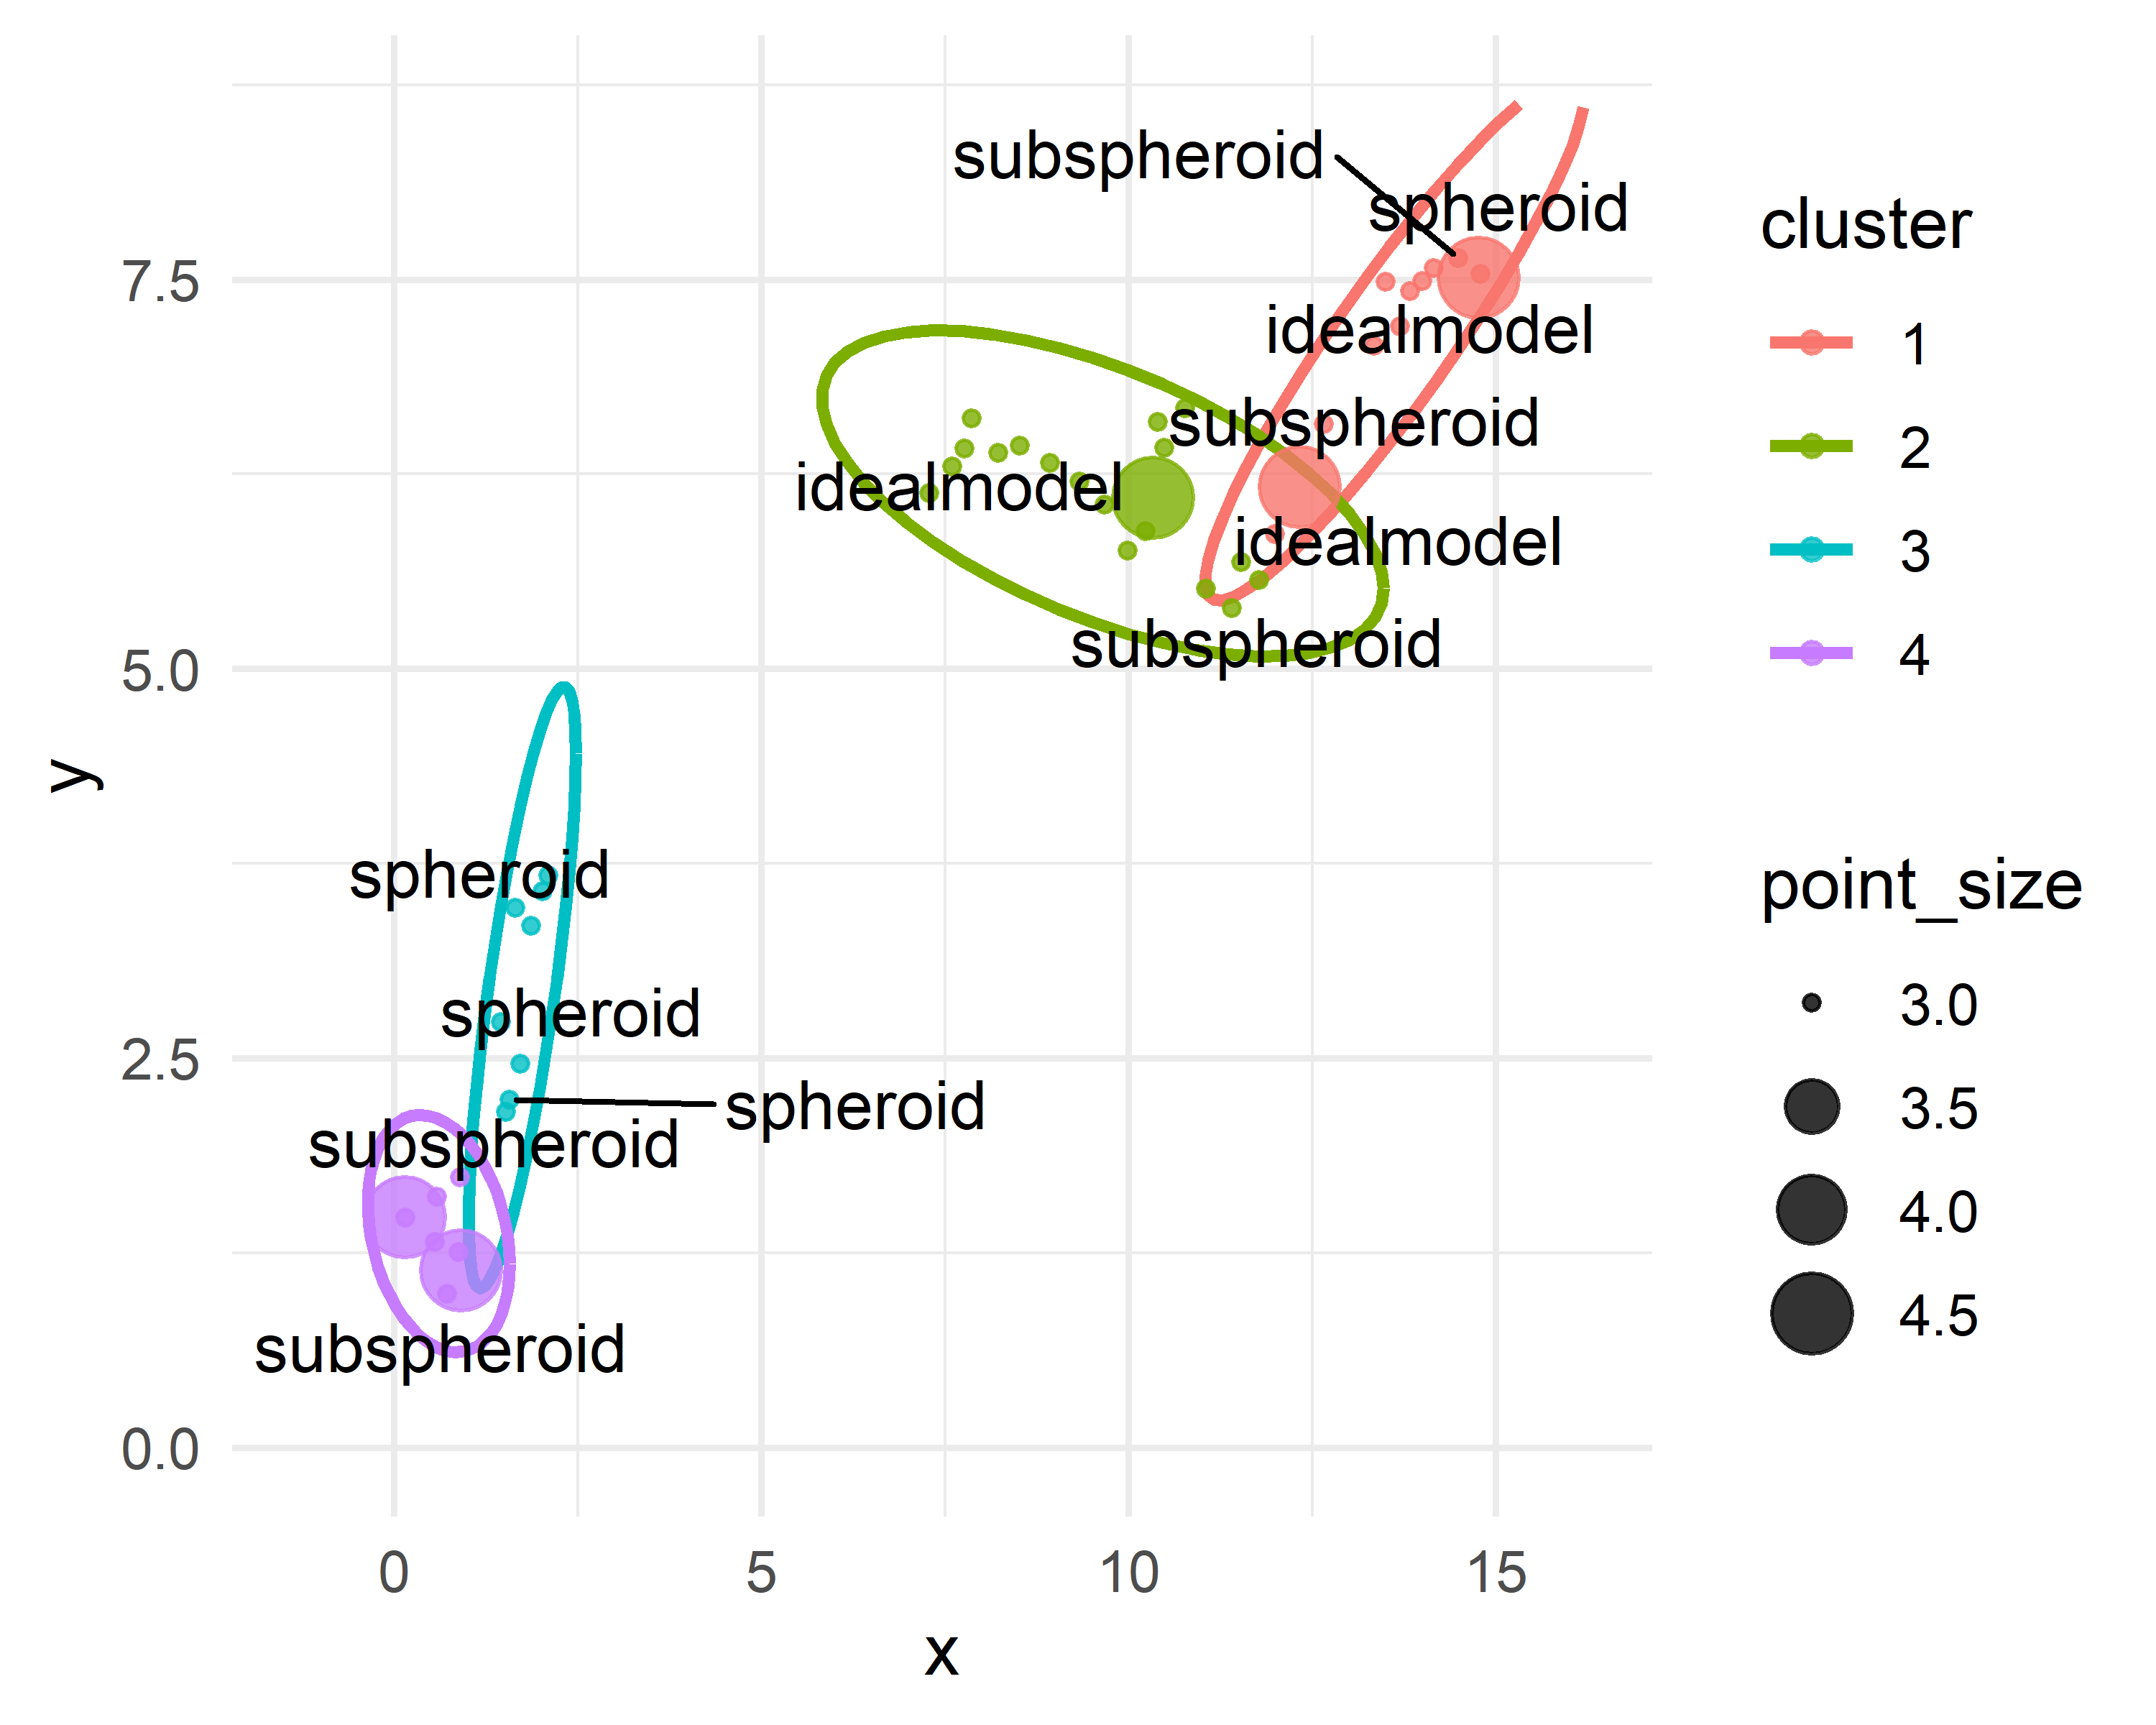 subspheroid
spheroid
idealmodel
subspheroid
idealmodel
idealmodel
subspheroid
spheroid
spheroid
spheroid
subspheroid
subspheroid
7.5
5.0
2.5
0.0
y
0 5 10 15
x
cluster
1
2
3
4
point_size
3.0
3.5
4.0
4.5